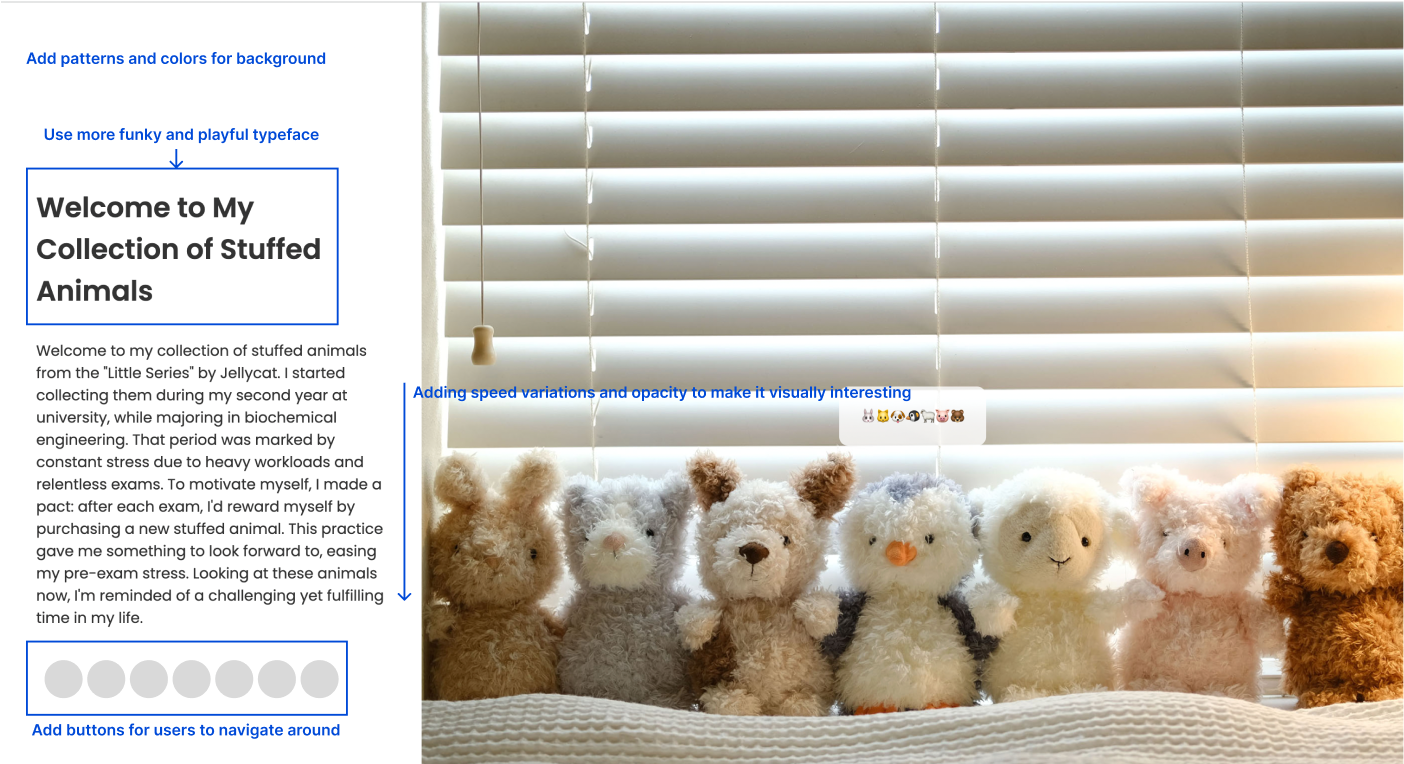 Add patterns and colors for background
Use more funky and playful typeface
Welcome to My
Collection of Stuffed
Animals
Welcome to my collection of stuffed animals
from the "Little Series" by Jellycat. I started
collecting them during my second year at
university, while majoring in biochemical
engineering. That period was marked by
constant stress due to heavy workloads and
relentless exams. To motivate myself, I made a
pact: after each exam, I'd reward myself by
purchasing a new stuffed animal. This practice
gave me something to look forward to, easing
my pre-exam stress. Looking at these animals
now, I'm reminded of a challenging yet fulfilling
time in my life.
Adding speed variations and opacity to make it visually interesting
🐰🐱🐶🐧🐑🐷🐻
Add buttons for users to navigate around